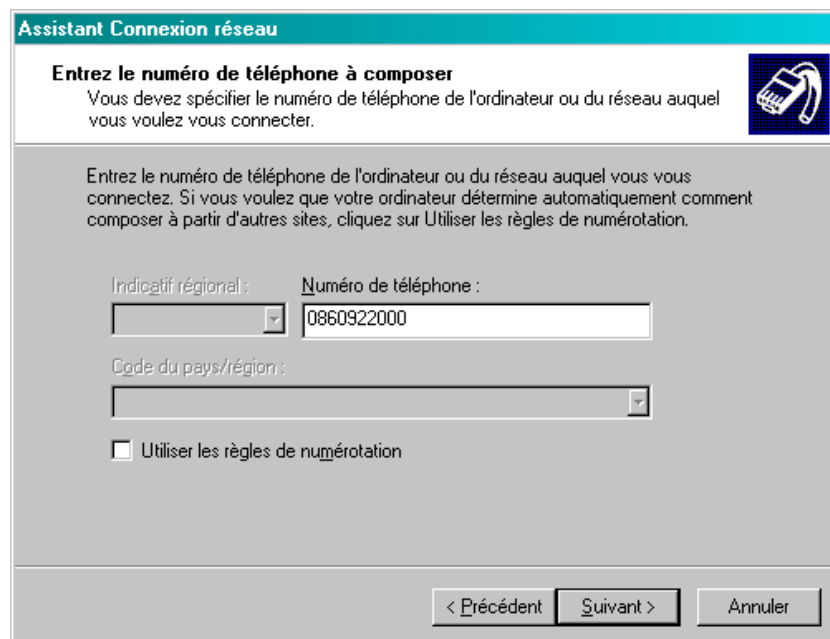 Assistant Connexion réseau
Entrez le numéro de téléphone à composer
Vous devez spécifier le numéro de téléphone de l'ordinateur ou du réseau auquel
vous voulez vous connecter.
Entrez le numéro de téléphone de l'ordinateur ou du réseau auquel vous vous
connectez. Si vous voulez que votre ordinateur détermine automatiquement comment
composer à partir d'autres sites, cliquez sur Utiliser les règles de numérotation.
Indicatif régional : Numéro de téléphone :
0860922000
Code du pays/région :
Utiliser les règles de numérotation
< Précédent Suivant > Annuler